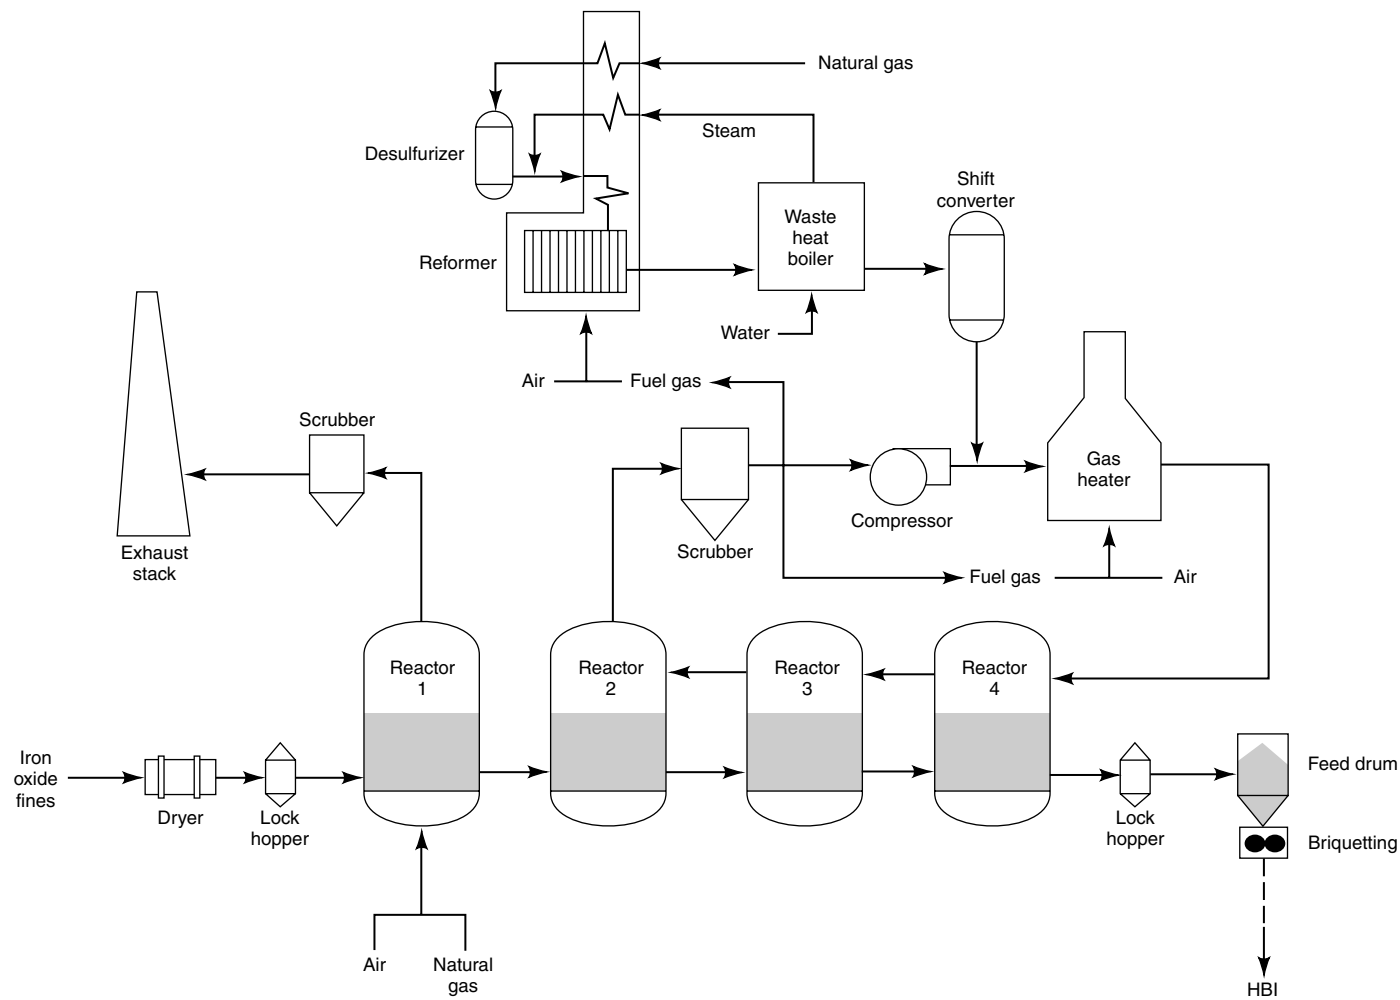 Natural gas
Steam
Desulfurizer
Shift
converter
Waste
heat
boiler
Reformer
Water
Air
Fuel gas
Scrubber
Gas
heater
Compressor
Exhaust
stack
Scrubber
Fuel gas
Air
Reactor
1
Reactor
2
Reactor
3
Reactor
4
Iron
oxide
fines
Dryer
Lock
hopper
Lock
hopper
Feed drum
Briquetting
Air
Natural
gas
HBI